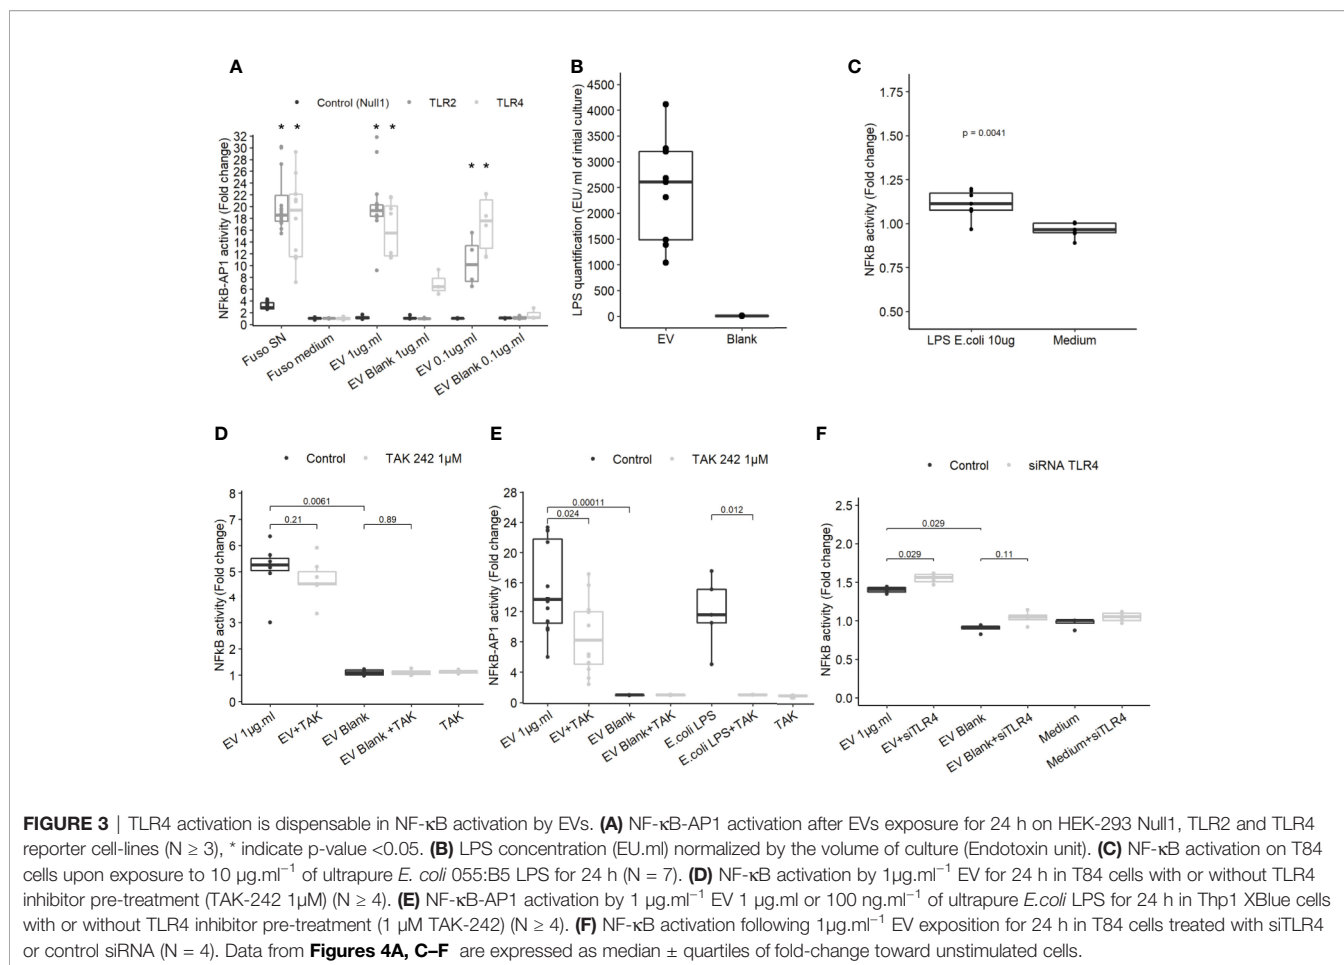 A
Control (Null1) TLR2 TLR4
NFkB-AP1 activity (Fold change)
32
30
28
26
24
22
20
18
16
14
12
10
8
6
4
2
0
* * * * * *
Fuso SN
Fuso medium
EV 1ug.ml
EV Blank 1ug.ml
EV 0.1ug.ml
EV Blank 0.1ug.ml
B
LPS quantification (EU/ ml of intial culture)
4500
4000
3500
3000
2500
2000
1500
1000
500
0
EV Blank
C
NFkB activity (Fold change)
1.75
1.50
1.25
1.00
0.75
0.50
p = 0.0041
LPS E.coli 10ug Medium
D
Control TAK 242 1µM
NFkB activity (Fold change)
8
7
6
5
4
3
2
1
0
0.0061
0.21 0.89
EV 1µg.ml
EV+TAK
EV Blank
EV Blank +TAK
TAK
E
Control TAK 242 1µM
NFkB-AP1 activity (Fold change)
28
24
20
16
12
8
4
0
0.00011
0.024 0.012
EV 1µg.ml
EV+TAK
EV Blank
EV Blank+TAK
E.coli LPS
E.coli LPS+TAK
TAK
F
Control siRNA TLR4
NFkB activity (Fold change)
2.5
2.0
1.5
1.0
0.5
0.0
0.029
0.029 0.11
EV 1µg.ml
EV+siTLR4
EV Blank
EV Blank+siTLR4
Medium
Medium+siTLR4
FIGURE 3 | TLR4 activation is dispensable in NF-κB activation by EVs. (A) NF-κB-AP1 activation after EVs exposure for 24 h on HEK-293 Null1, TLR2 and TLR4
reporter cell-lines (N ≥ 3), * indicate p-value <0.05. (B) LPS concentration (EU.ml) normalized by the volume of culture (Endotoxin unit). (C) NF-κB activation on T84
cells upon exposure to 10 µg.ml⁻¹ of ultrapure E. coli 055:B5 LPS for 24 h (N = 7). (D) NF-κB activation by 1µg.ml⁻¹ EV for 24 h in T84 cells with or without TLR4
inhibitor pre-treatment (TAK-242 1µM) (N ≥ 4). (E) NF-κB-AP1 activation by 1 µg.ml⁻¹ EV 1 µg.ml or 100 ng.ml⁻¹ of ultrapure E.coli LPS for 24 h in Thp1 XBlue cells
with or without TLR4 inhibitor pre-treatment (1 µM TAK-242) (N ≥ 4). (F) NF-κB activation following 1µg.ml⁻¹ EV exposition for 24 h in T84 cells treated with siTLR4
or control siRNA (N = 4). Data from Figures 4A, C–F are expressed as median ± quartiles of fold-change toward unstimulated cells.